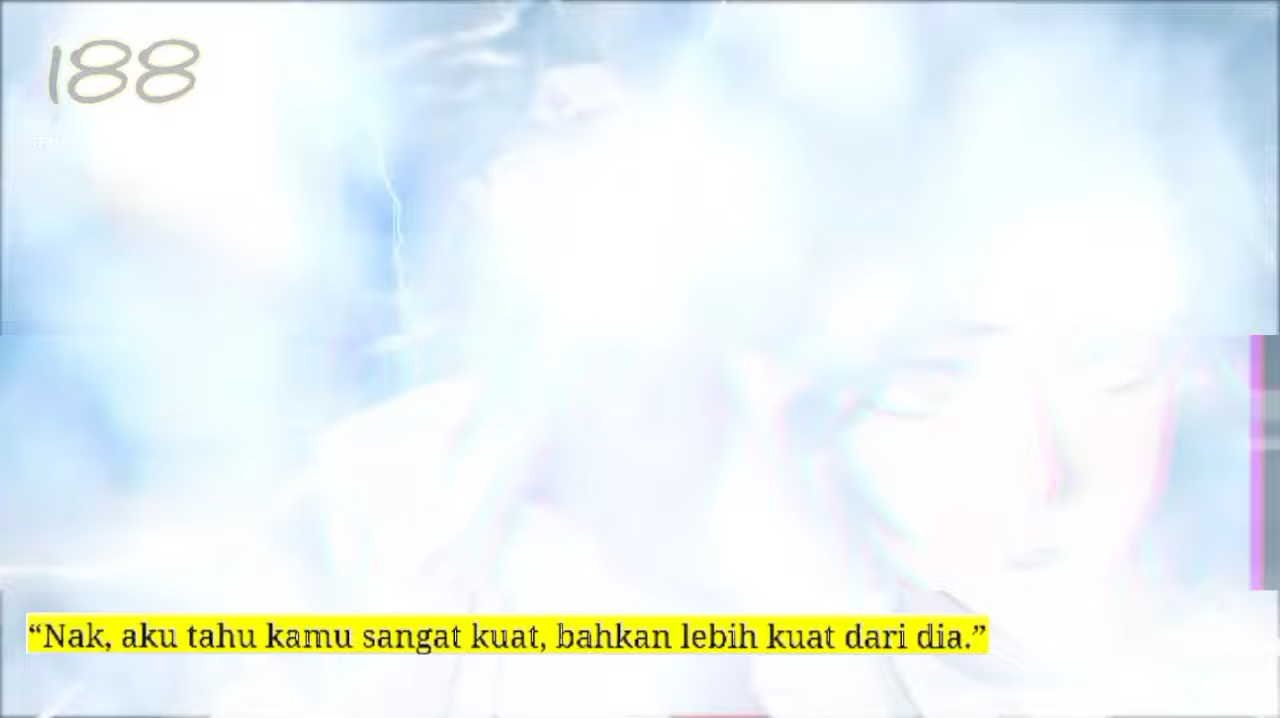 188
“Nak, aku tahu kamu sangat kuat, bahkan lebih kuat dari dia.”